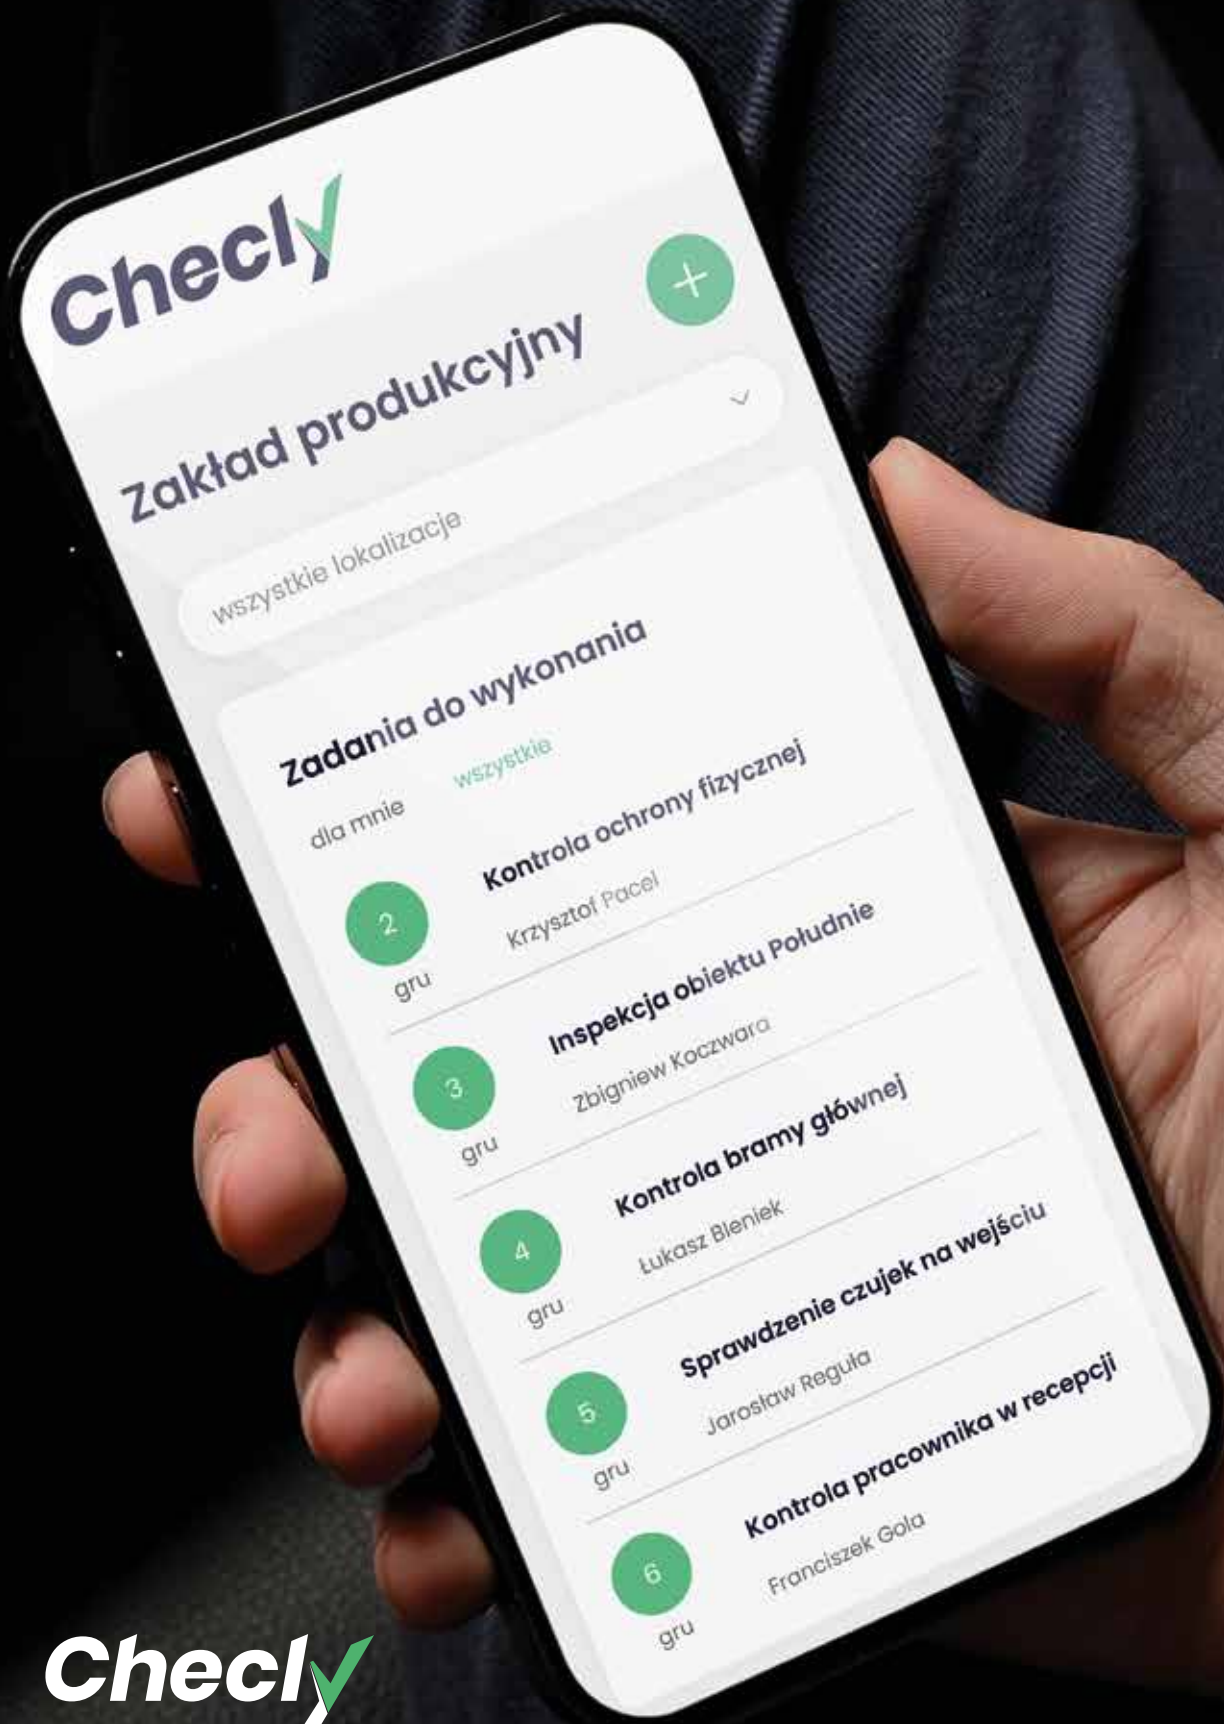 Checly
Zakład produkcyjny
wszystkie lokalizacje
Zadania do wykonania
dla mnie wszystkie
2 gru
Kontrola ochrony fizycznej
Krzysztof Pacel
3 gru
Inspekcja obiektu Południe
Zbigniew Koczwara
4 gru
Kontrola bramy głównej
Łukasz Bleniek
5 gru
Sprawdzenie czujek na wejściu
Jarosław Reguła
6 gru
Kontrola pracownika w recepcji
Franciszek Gola
Checly